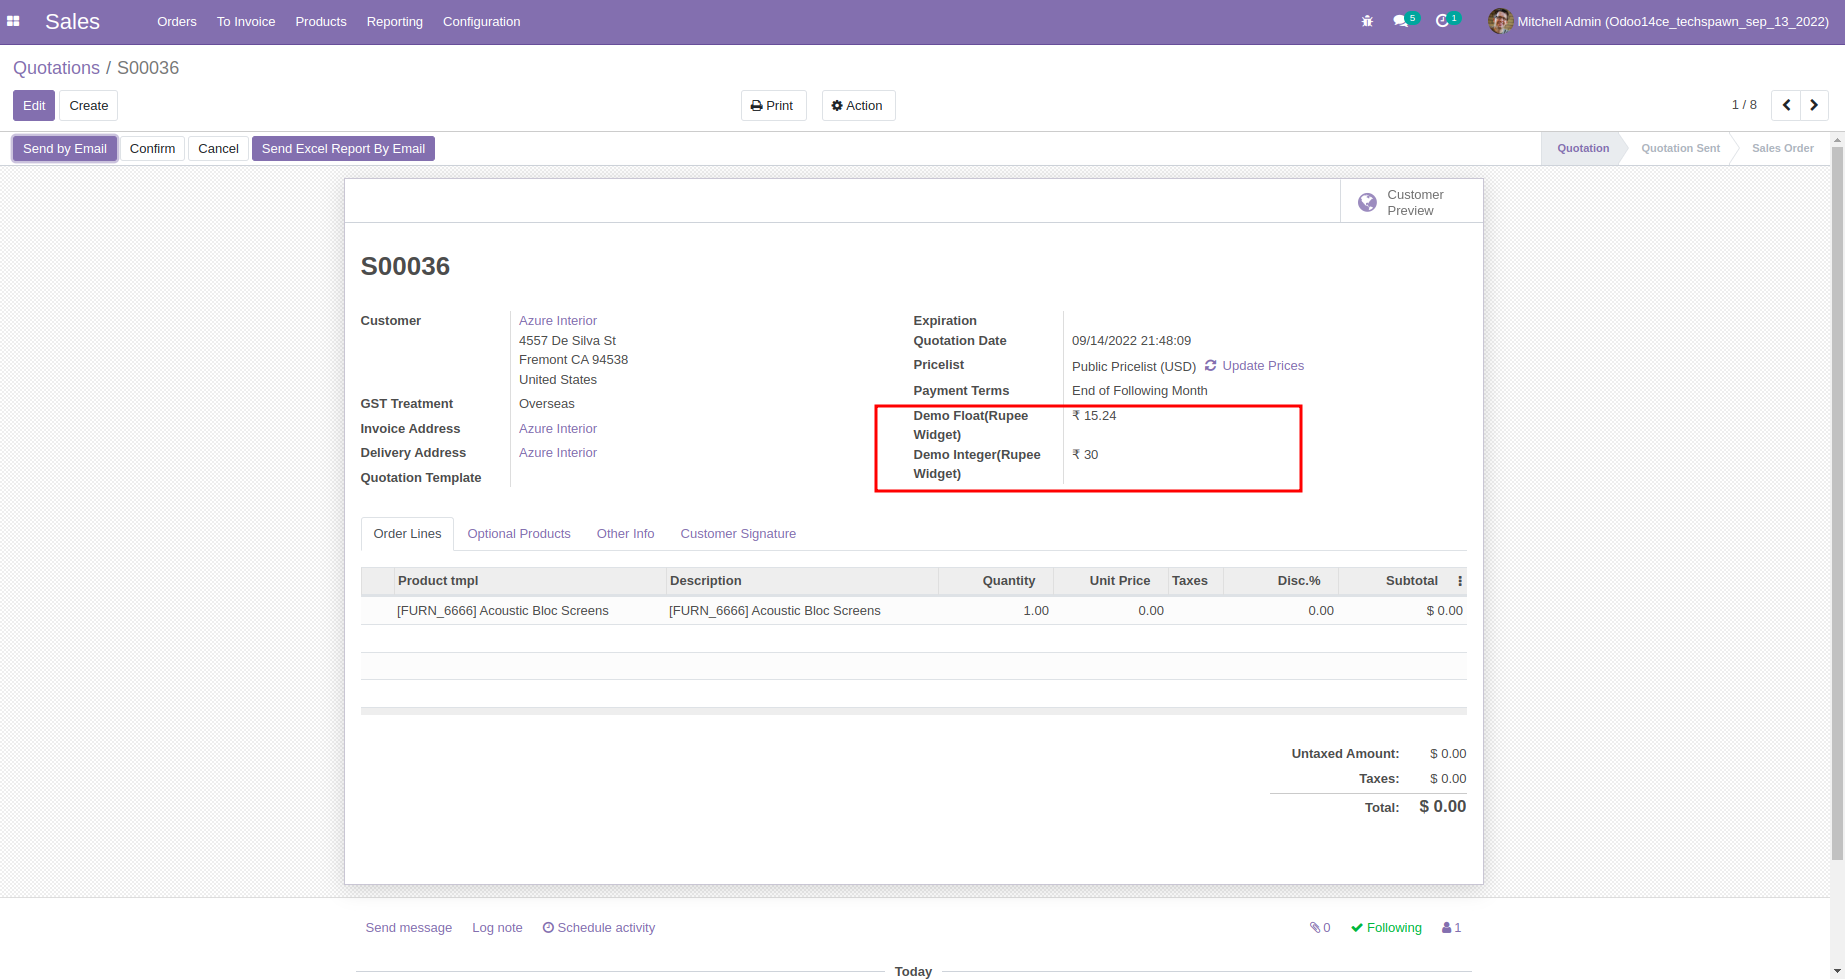 Sales
Orders To Invoice Products Reporting Configuration
5 1 Mitchell Admin (Odoo14ce_techspawn_sep_13_2022)
Quotations / S00036
Edit Create Print Action 1 / 8
Send by Email Confirm Cancel Send Excel Report By Email Quotation Quotation Sent Sales Order
Customer
Preview
S00036
Customer Azure Interior
4557 De Silva St
Fremont CA 94538
United States
GST Treatment Overseas
Invoice Address Azure Interior
Delivery Address Azure Interior
Quotation Template
Expiration
Quotation Date 09/14/2022 21:48:09
Pricelist Public Pricelist (USD) Update Prices
Payment Terms End of Following Month
Demo Float(Rupee ₹ 15.24
Widget)
Demo Integer(Rupee ₹ 30
Widget)
Order Lines Optional Products Other Info Customer Signature
Product tmpl Description Quantity Unit Price Taxes Disc.% Subtotal
[FURN_6666] Acoustic Bloc Screens [FURN_6666] Acoustic Bloc Screens 1.00 0.00 0.00 $ 0.00
Untaxed Amount: $ 0.00
Taxes: $ 0.00
Total: $ 0.00
Send message Log note Schedule activity 0 Following 1
Today